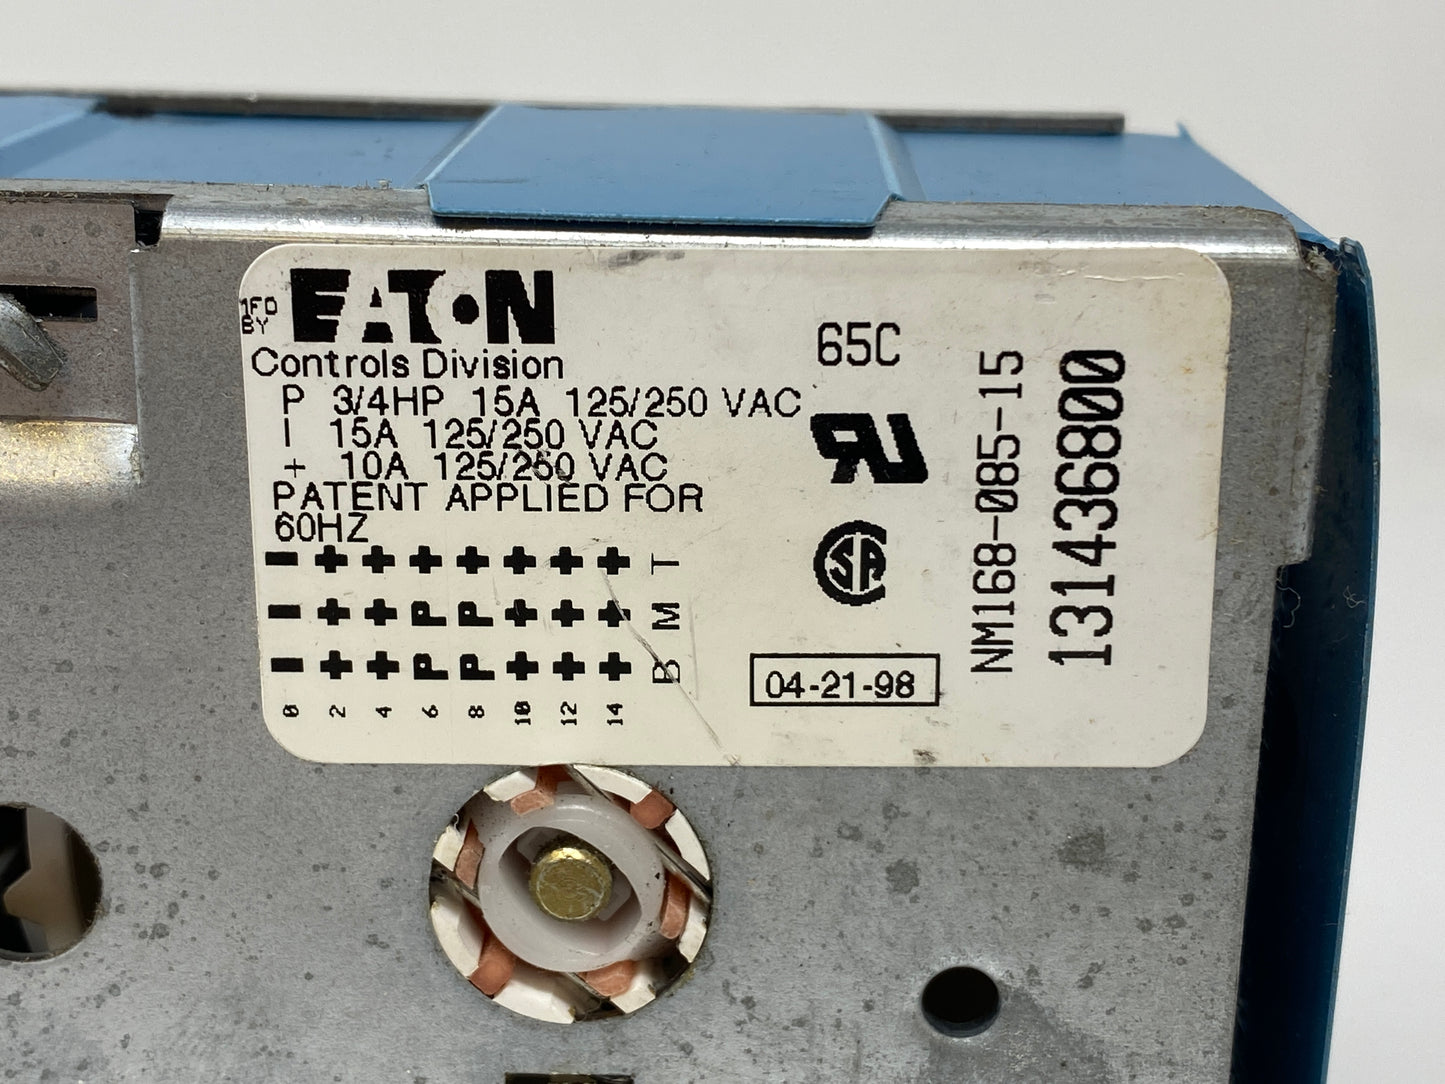 MFD
BY
EATON
Controls Division
P 3/4HP 15A 125/250 VAC
I 15A 125/250 VAC
+ 10A 125/250 VAC
PATENT APPLIED FOR
60HZ
I + + + + + + + T
I + + P P + + + M
I + + P P + + + B
0 2 4 6 8 10 12 14
65C
RU
CSA
04-21-98
NM168-085-15
131436800